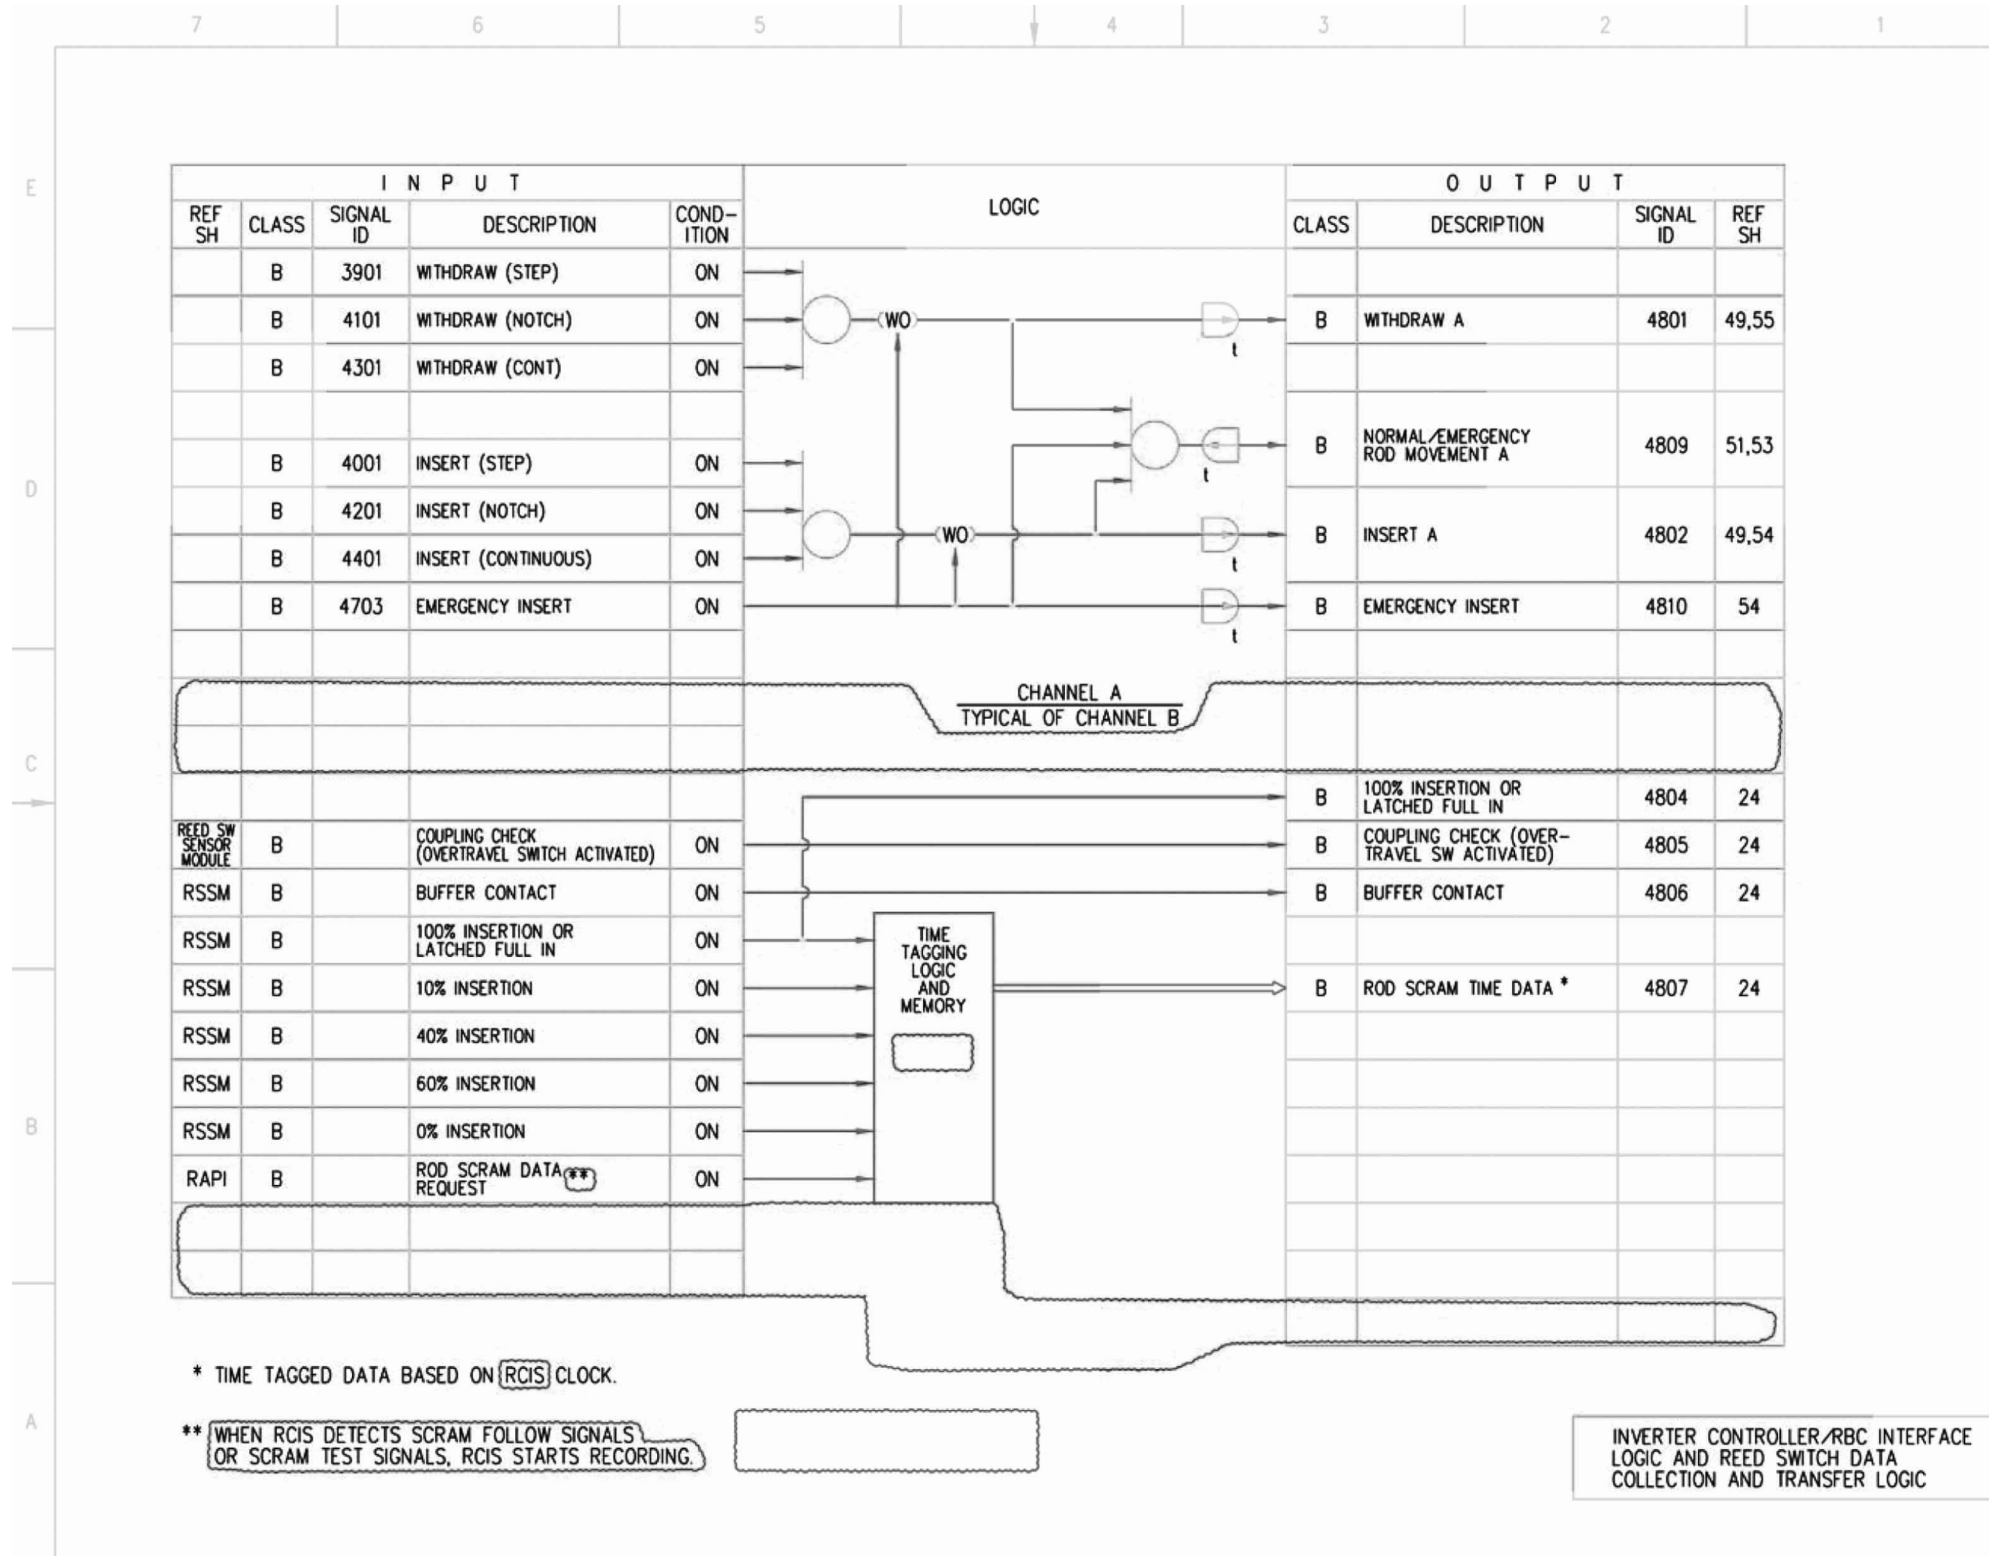 7 6 5 4 3 2 1
E
D
C
B
A
INPUT LOGIC OUTPUT
REF SH CLASS SIGNAL ID DESCRIPTION COND-ITION CLASS DESCRIPTION SIGNAL ID REF SH
B 3901 WITHDRAW (STEP) ON
B 4101 WITHDRAW (NOTCH) ON (WO) t B WITHDRAW A 4801 49,55
B 4301 WITHDRAW (CONT) ON
t B NORMAL/EMERGENCY
ROD MOVEMENT A 4809 51,53
B 4001 INSERT (STEP) ON
B 4201 INSERT (NOTCH) ON
(WO) t B INSERT A 4802 49,54
B 4401 INSERT (CONTINUOUS) ON
B 4703 EMERGENCY INSERT ON t B EMERGENCY INSERT 4810 54
CHANNEL A
TYPICAL OF CHANNEL B
B 100% INSERTION OR
LATCHED FULL IN 4804 24
REED SW
SENSOR
MODULE B COUPLING CHECK
(OVERTRAVEL SWITCH ACTIVATED) ON B COUPLING CHECK (OVER-
TRAVEL SW ACTIVATED) 4805 24
RSSM B BUFFER CONTACT ON B BUFFER CONTACT 4806 24
RSSM B 100% INSERTION OR
LATCHED FULL IN ON
TIME
TAGGING
LOGIC
AND
MEMORY
RSSM B 10% INSERTION ON B ROD SCRAM TIME DATA * 4807 24
RSSM B 40% INSERTION ON
RSSM B 60% INSERTION ON
RSSM B 0% INSERTION ON
RAPI B ROD SCRAM DATA **
REQUEST ON
* TIME TAGGED DATA BASED ON RCIS CLOCK.
** WHEN RCIS DETECTS SCRAM FOLLOW SIGNALS
OR SCRAM TEST SIGNALS, RCIS STARTS RECORDING.
INVERTER CONTROLLER/RBC INTERFACE
LOGIC AND REED SWITCH DATA
COLLECTION AND TRANSFER LOGIC